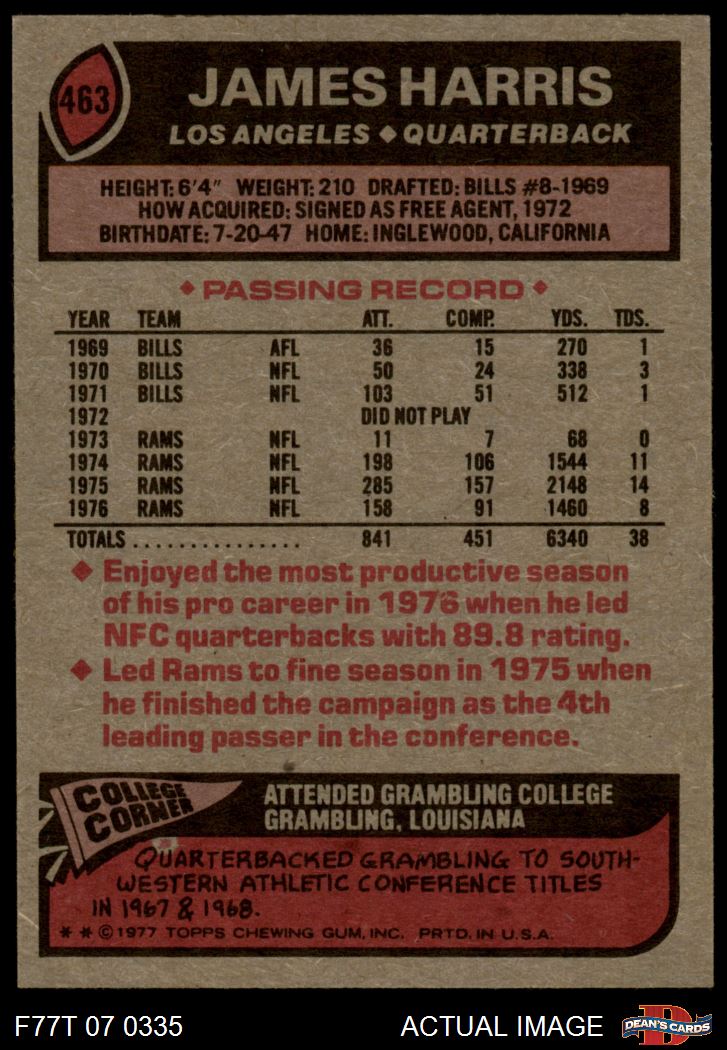 463
JAMES HARRIS
LOS ANGELES ◆ QUARTERBACK
HEIGHT: 6'4" WEIGHT: 210 DRAFTED: BILLS #8-1969
HOW ACQUIRED: SIGNED AS FREE AGENT, 1972
BIRTHDATE: 7-20-47 HOME: INGLEWOOD, CALIFORNIA
◆ PASSING RECORD ◆
YEAR TEAM ATT. COMP. YDS. TDS.
1969 BILLS AFL 36 15 270 1
1970 BILLS NFL 50 24 338 3
1971 BILLS NFL 103 51 512 1
1972 DID NOT PLAY
1973 RAMS NFL 11 7 68 0
1974 RAMS NFL 198 106 1544 11
1975 RAMS NFL 285 157 2148 14
1976 RAMS NFL 158 91 1460 8
TOTALS ................ 841 451 6340 38
◆ Enjoyed the most productive season
of his pro career in 1976 when he led
NFC quarterbacks with 89.8 rating.
◆ Led Rams to fine season in 1975 when
he finished the campaign as the 4th
leading passer in the conference.
COLLEGE
CORNER
ATTENDED GRAMBLING COLLEGE
GRAMBLING, LOUISIANA
QUARTERBACKED GRAMBLING TO SOUTH-
WESTERN ATHLETIC CONFERENCE TITLES
IN 1967 & 1968.
* * © 1977 TOPPS CHEWING GUM, INC. PRTD. IN U.S.A.
F77T 07 0335 ACTUAL IMAGE
D
DEAN'S CARDS